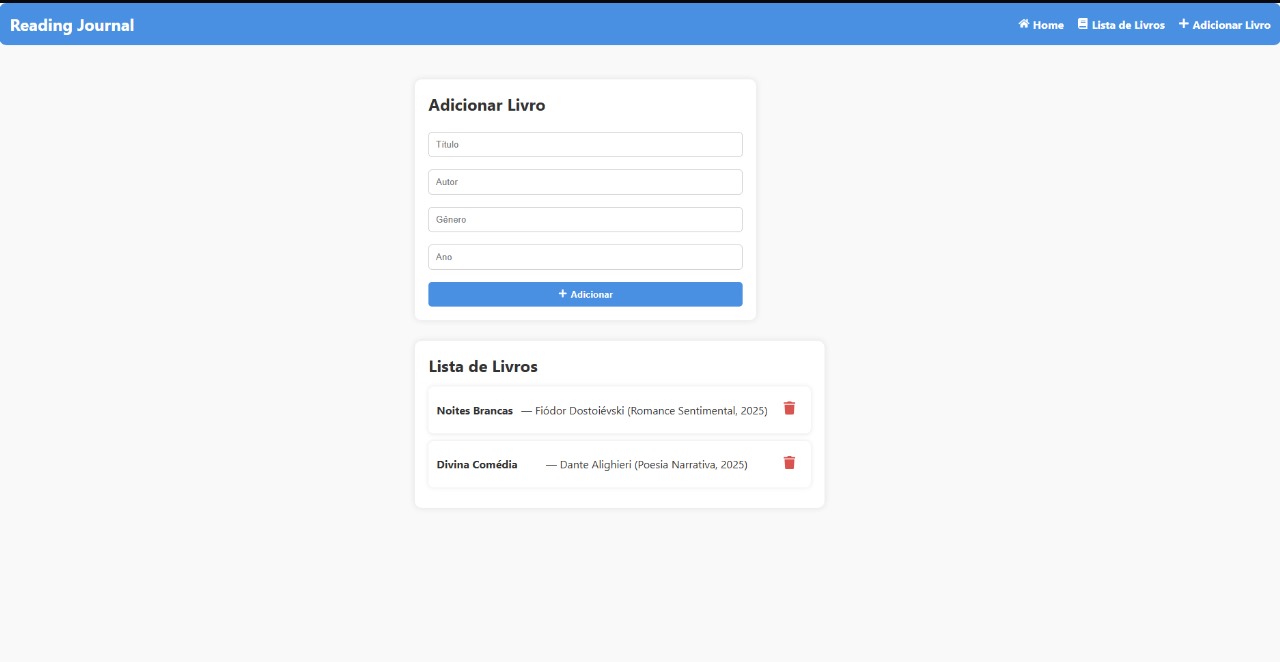 Reading Journal
Home Lista de Livros Adicionar Livro
Adicionar Livro
Título
Autor
Gênero
Ano
Adicionar
Lista de Livros
Noites Brancas — Fiódor Dostoiévski (Romance Sentimental, 2025)
Divina Comédia — Dante Alighieri (Poesia Narrativa, 2025)